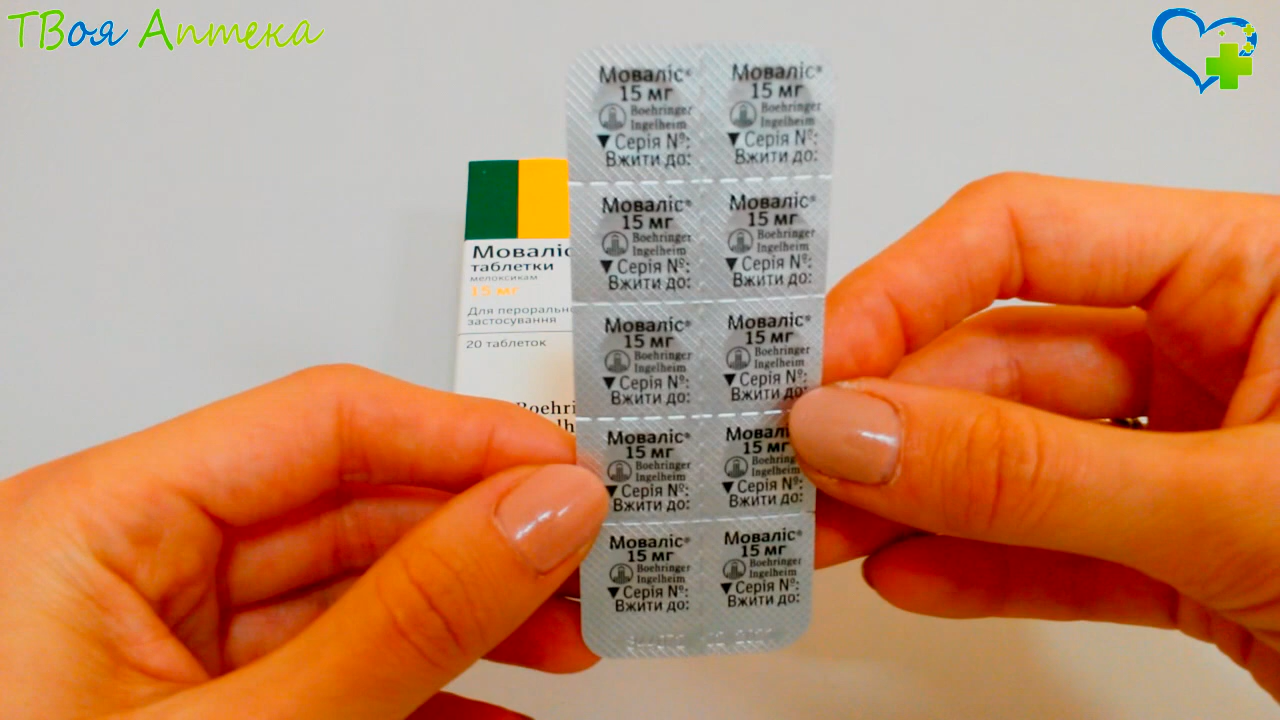 ТВоя Аптека
Моваліс® Моваліс®
15 мг 15 мг
Boehringer Boehringer
Ingelheim Ingelheim
▼ Серія №: ▼ Серія №:
Вжити до: Вжити до:
Моваліс® Моваліс®
15 мг 15 мг
Boehringer Boehringer
Ingelheim Ingelheim
▼ Серія №: ▼ Серія №:
Вжити до: Вжити до:
Моваліс® Моваліс®
15 мг 15 мг
Boehringer Boehringer
Ingelheim Ingelheim
▼ Серія №: ▼ Серія №:
Вжити до: Вжити до:
Моваліс® Мовал
15 мг 15 мг
Boehringer Boehring
Ingelheim Ingelhei
▼ Серія №: ▼ Серія №:
Вжити до: Вжити до:
Моваліс® Моваліс®
15 мг 15 мг
Boehringer Boehringer
Ingelheim Ingelheim
▼ Серія №: ▼ Серія №:
Вжити до: Вжити до:
Моваліс
таблетки
мелоксикам
15 мг
Для перорально
застосування
20 таблеток
Boehri
lh